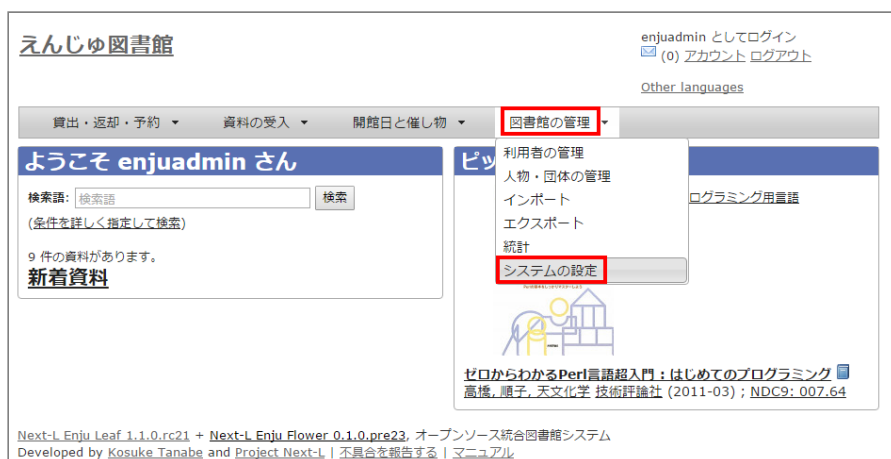 えんじゅ図書館
enjuadmin としてログイン
(0) アカウント ログアウト
Other languages
貸出・返却・予約 ▼ 資料の受入 ▼ 開館日と催し物 ▼ 図書館の管理 ▼
ようこそ enjuadmin さん
検索語: 検索語 検索
(条件を詳しく指定して検索)
9 件の資料があります。
新着資料
ピッ
利用者の管理
人物・団体の管理
インポート
エクスポート
統計
システムの設定
ログラミング用言語
ゼロからわかるPerl言語超入門 : はじめてのプログラミング
高橋, 順子, 天文化学 技術評論社 (2011-03) ; NDC9: 007.64
Next-L Enju Leaf 1.1.0.rc21 + Next-L Enju Flower 0.1.0.pre23, オープンソース統合図書館システム
Developed by Kosuke Tanabe and Project Next-L | 不具合を報告する | マニュアル